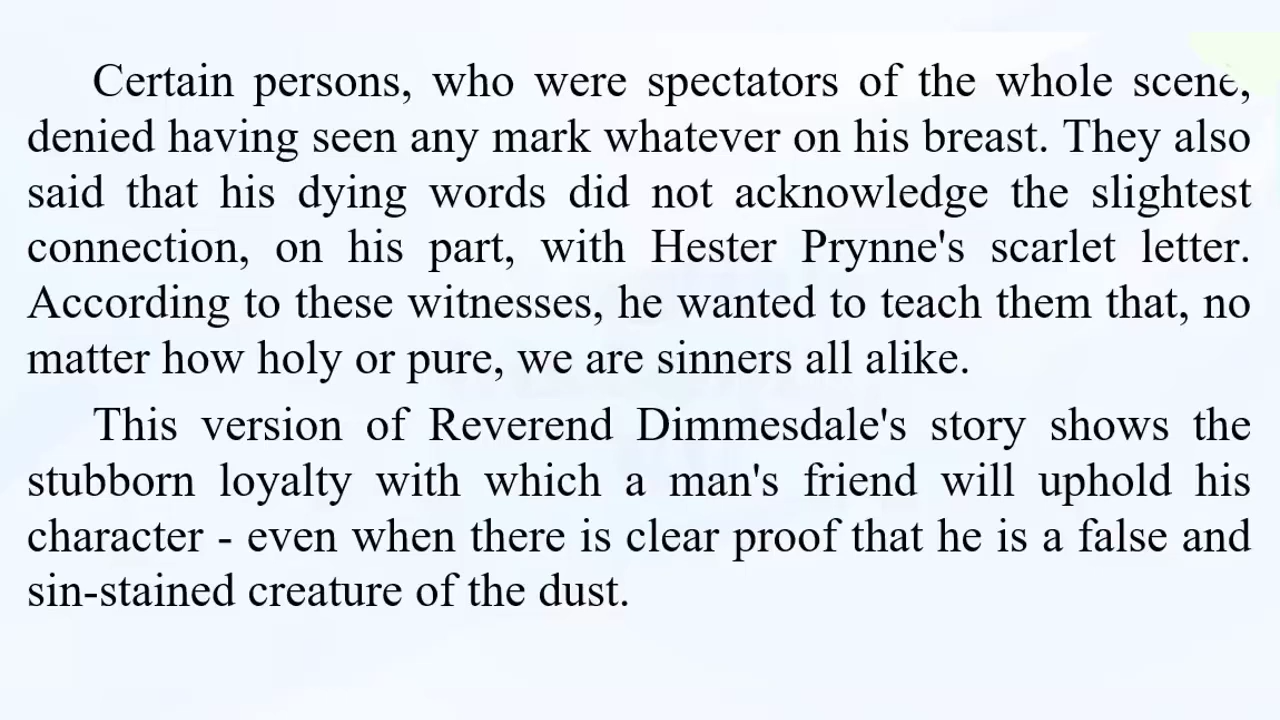 Certain persons, who were spectators of the whole scene,
denied having seen any mark whatever on his breast. They also
said that his dying words did not acknowledge the slightest
connection, on his part, with Hester Prynne's scarlet letter.
According to these witnesses, he wanted to teach them that, no
matter how holy or pure, we are sinners all alike.
This version of Reverend Dimmesdale's story shows the
stubborn loyalty with which a man's friend will uphold his
character - even when there is clear proof that he is a false and
sin-stained creature of the dust.